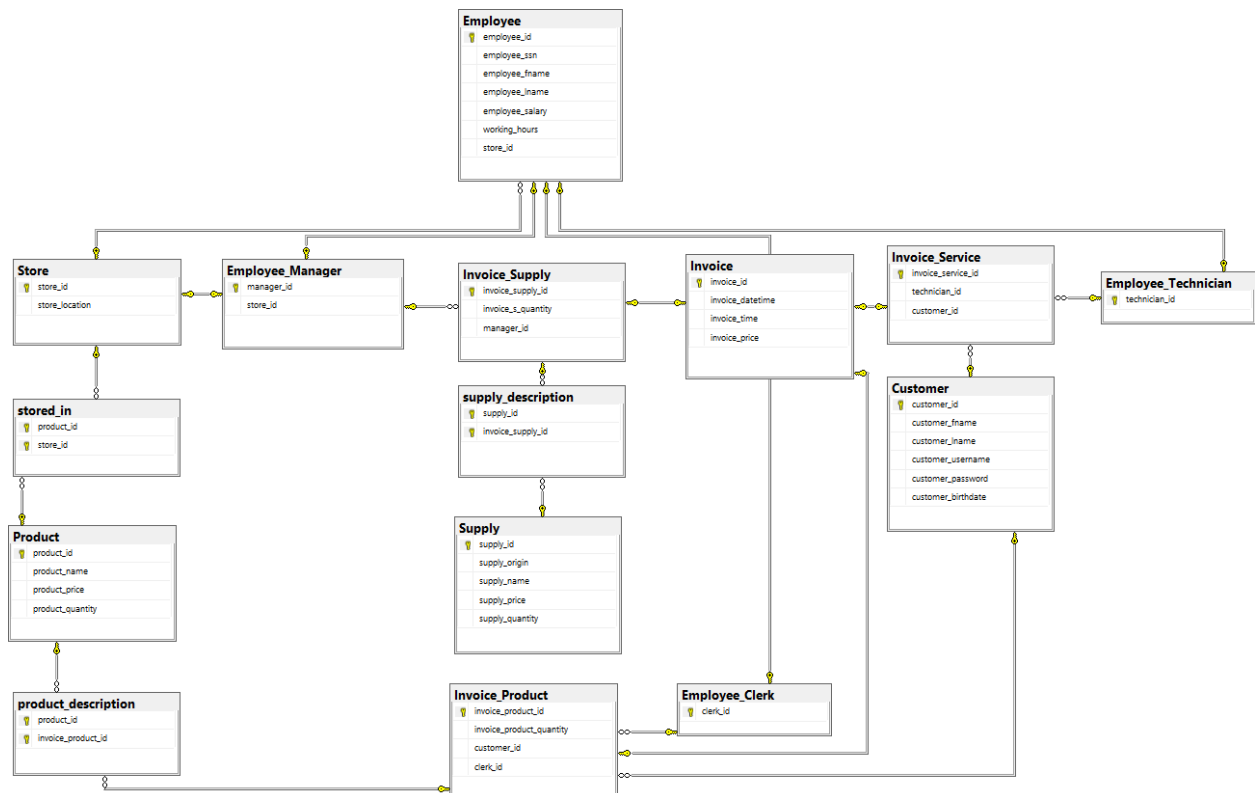 Employee
employee_id
employee_ssn
employee_fname
employee_lname
employee_salary
working_hours
store_id
Store
store_id
store_location
Employee_Manager
manager_id
store_id
Invoice_Supply
invoice_supply_id
invoice_s_quantity
manager_id
Invoice
invoice_id
invoice_datetime
invoice_time
invoice_price
Invoice_Service
invoice_service_id
technician_id
customer_id
Employee_Technician
technician_id
stored_in
product_id
store_id
supply_description
supply_id
invoice_supply_id
Customer
customer_id
customer_fname
customer_lname
customer_username
customer_password
customer_birthdate
Product
product_id
product_name
product_price
product_quantity
Supply
supply_id
supply_origin
supply_name
supply_price
supply_quantity
product_description
product_id
invoice_product_id
Invoice_Product
invoice_product_id
invoice_product_quantity
customer_id
clerk_id
Employee_Clerk
clerk_id